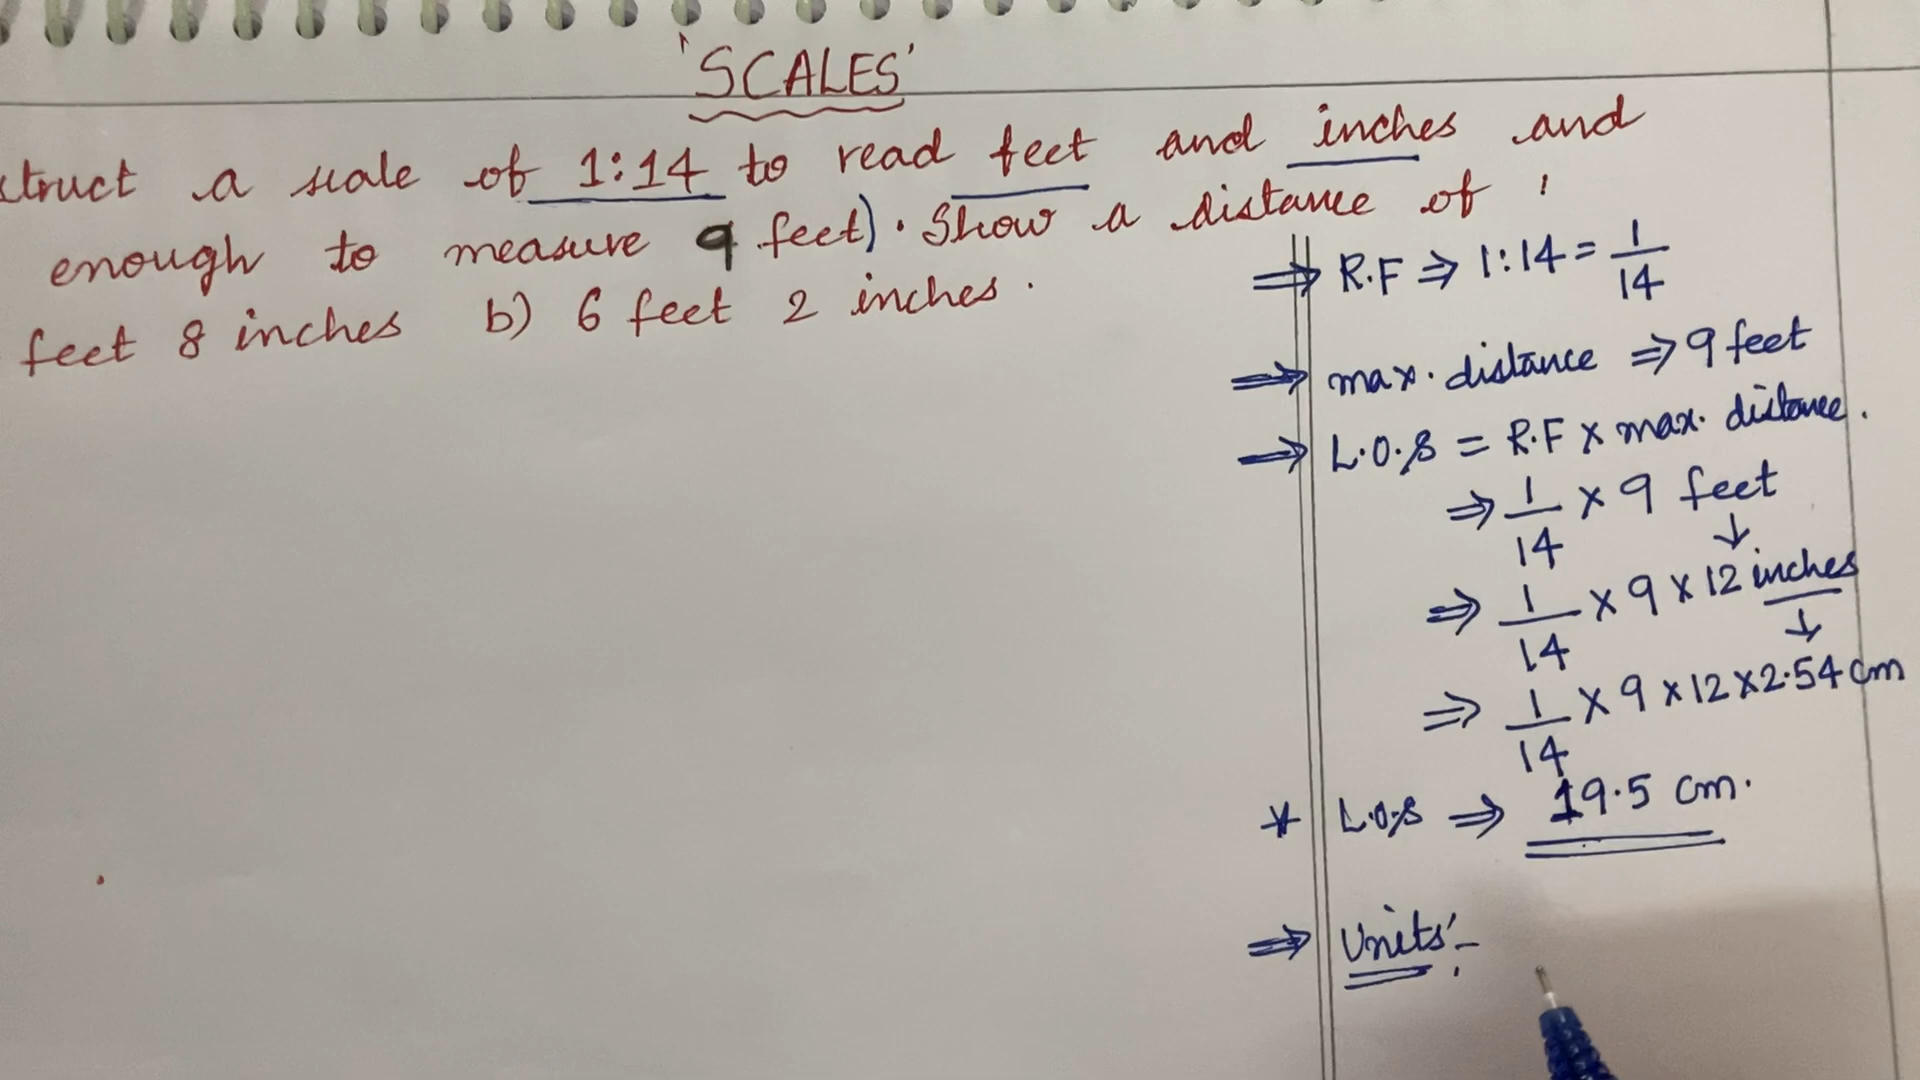 'SCALES'
struct a scale of 1:14 to read feet and inches and
enough to measure 9 feet). Show a distance of
feet 8 inches b) 6 feet 2 inches.
⇒ R.F ⇒ 1:14 = 1/14
⇒ max. distance ⇒ 9 feet
⇒ L.O.S = R.F × max. distance.
⇒ 1/14 × 9 feet
↓
⇒ 1/14 × 9 × 12 inches
↓
⇒ 1/14 × 9 × 12 × 2.54 cm
* L.O.S ⇒ 19.5 cm.
⇒ Units:-